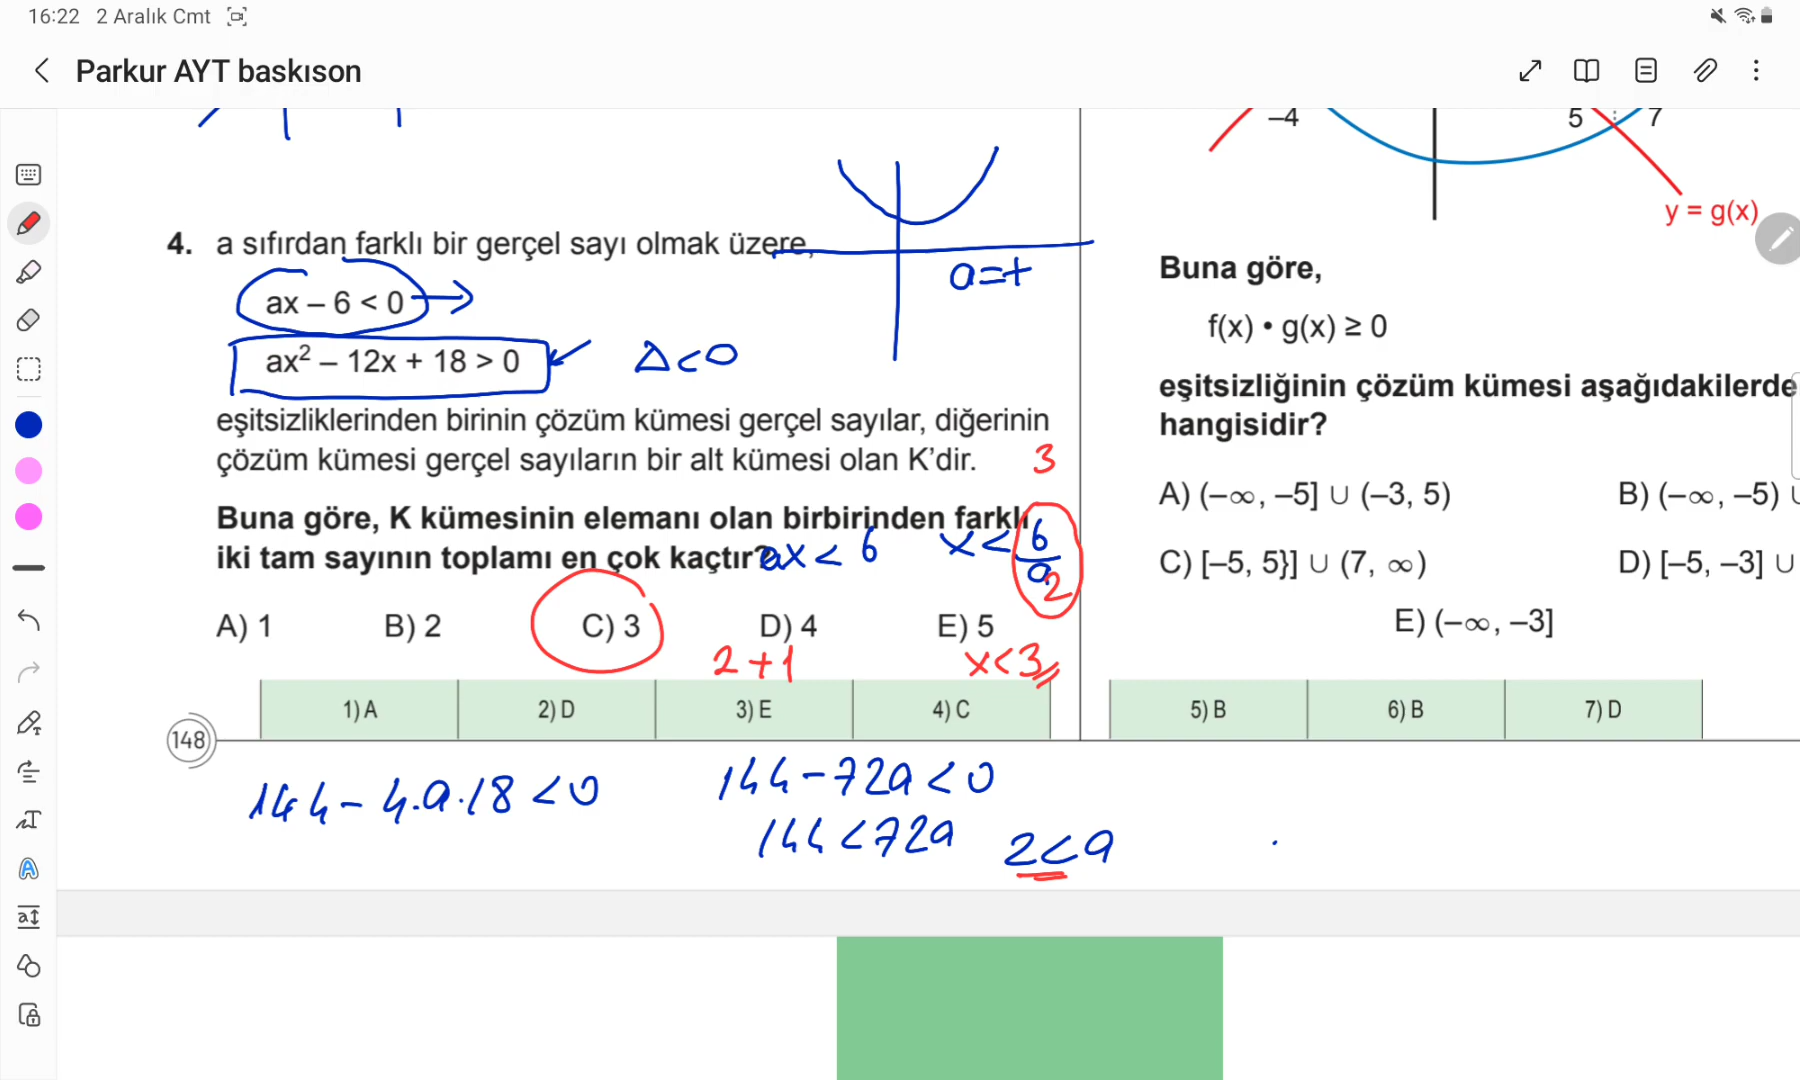 16:22 2 Aralık Cmt
Parkur AYT baskıson
4. a sıfırdan farklı bir gerçel sayı olmak üzere,
a=+
ax – 6 < 0
ax² – 12x + 18 > 0
Δ<0
eşitsizliklerinden birinin çözüm kümesi gerçel sayılar, diğerinin
çözüm kümesi gerçel sayıların bir alt kümesi olan K’dir.
3
Buna göre, K kümesinin elemanı olan birbirinden farklı
iki tam sayının toplamı en çok kaçtır?
ax < 6
x < 6/a
2
A) 1 B) 2 C) 3 D) 4 E) 5
2+1
x<3
1) A 2) D 3) E 4) C
148
144 – 4.a.18 < 0
144 – 72a < 0
144 < 72a
2<a
–4 5 7
y = g(x)
Buna göre,
f(x) • g(x) ≥ 0
eşitsizliğinin çözüm kümesi aşağıdakilerde
hangisidir?
A) (–∞, –5] ∪ (–3, 5) B) (–∞, –5) ∪
C) [–5, 5}] ∪ (7, ∞) D) [–5, –3] ∪
E) (–∞, –3]
5) B 6) B 7) D